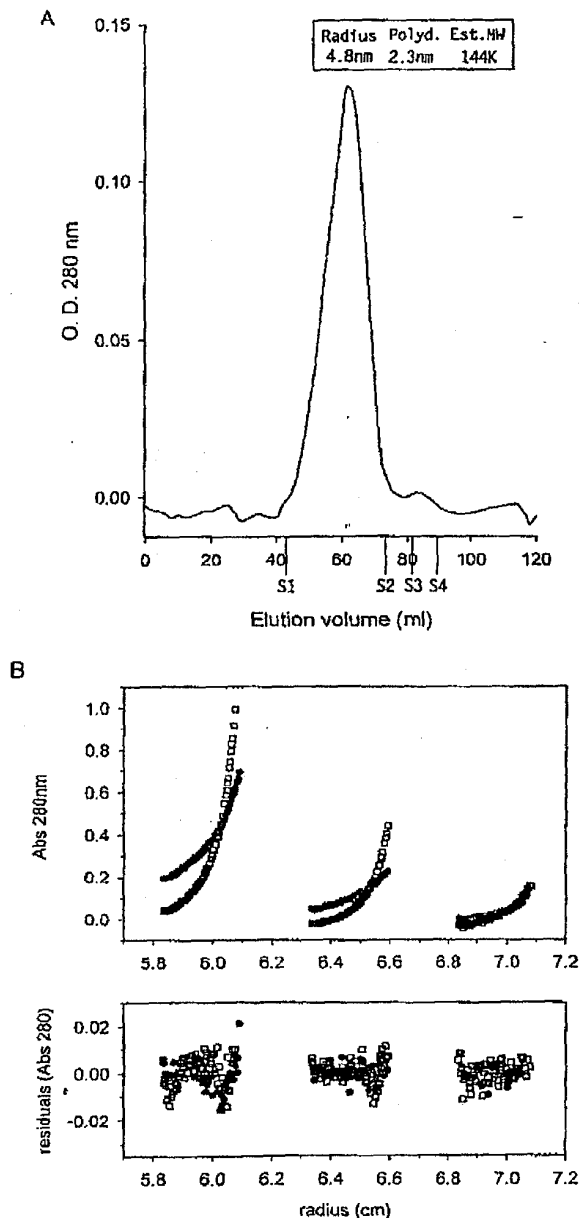 A
Radius Polyd. Est.MW
4.8nm 2.3nm 144K
0.15
0.10
0.05
0.00
O. D. 280 nm
0 20 40 60 80 100 120
S1 S2 S3 S4
Elution volume (ml)
B
1.0
0.8
0.6
0.4
0.2
0.0
Abs 280nm
5.8 6.0 6.2 6.4 6.6 6.8 7.0 7.2
0.02
0.00
-0.02
residuals (Abs 280)
5.8 6.0 6.2 6.4 6.6 6.8 7.0 7.2
radius (cm)